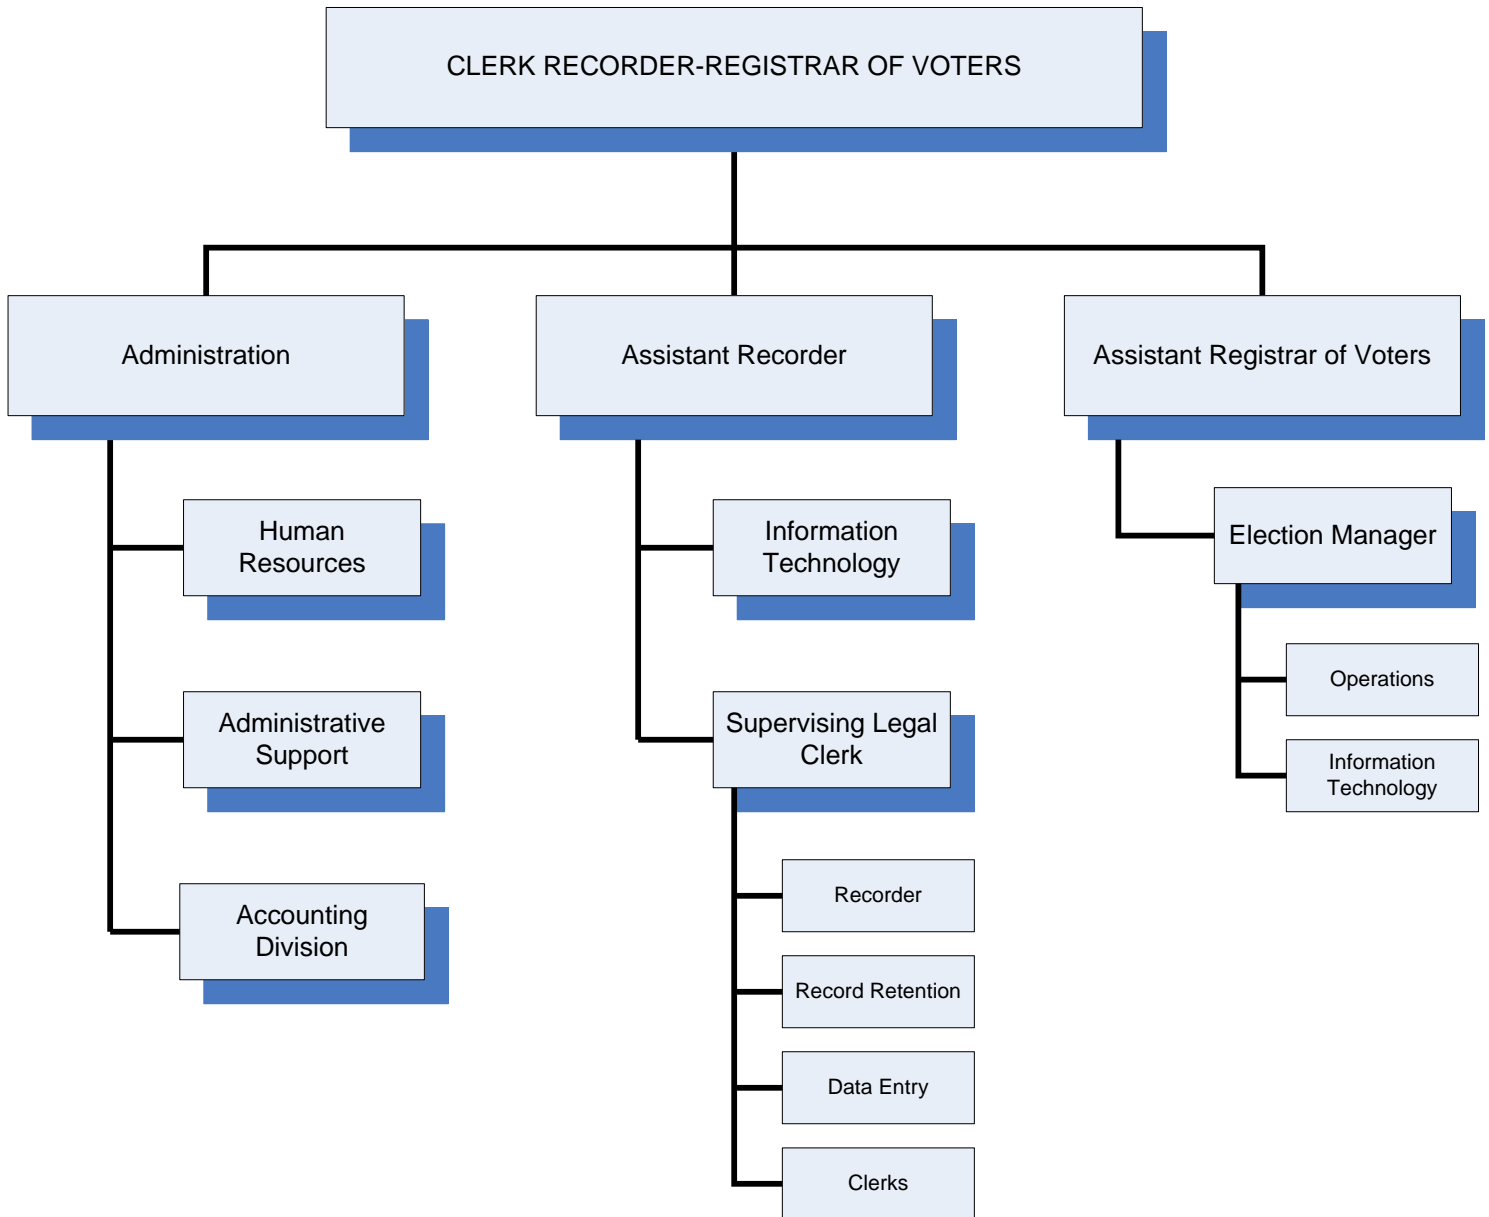 CLERK RECORDER-REGISTRAR OF VOTERS
Administration
Assistant Recorder
Assistant Registrar of Voters
Human
Resources
Administrative
Support
Accounting
Division
Information
Technology
Supervising Legal
Clerk
Recorder
Record Retention
Data Entry
Clerks
Election Manager
Operations
Information
Technology